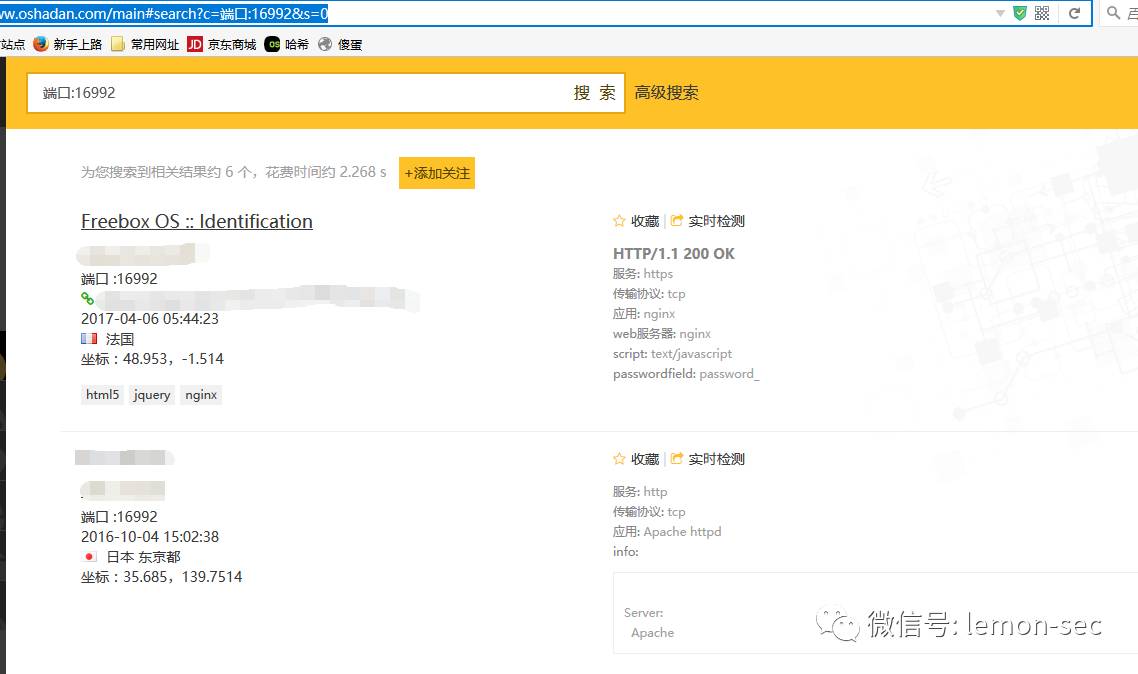 ww.oshadan.com/main#search?c=端口:16992&s=0
站点 新手上路 常用网址 JD 京东商城 os 哈希 傻蛋
端口:16992 搜 索 高级搜索
为您搜索到相关结果约 6 个，花费时间约 2.268 s +添加关注
Freebox OS :: Identification
收藏 | 实时检测
HTTP/1.1 200 OK
端口 :16992
服务: https
传输协议: tcp
2017-04-06 05:44:23
应用: nginx
法国
web服务器: nginx
坐标：48.953，-1.514
script: text/javascript
passwordfield: password_
html5 jquery nginx
收藏 | 实时检测
服务: http
端口 :16992
传输协议: tcp
2016-10-04 15:02:38
应用: Apache httpd
日本 东京都
info:
坐标：35.685，139.7514
Server:
Apache
微信号: lemon-sec